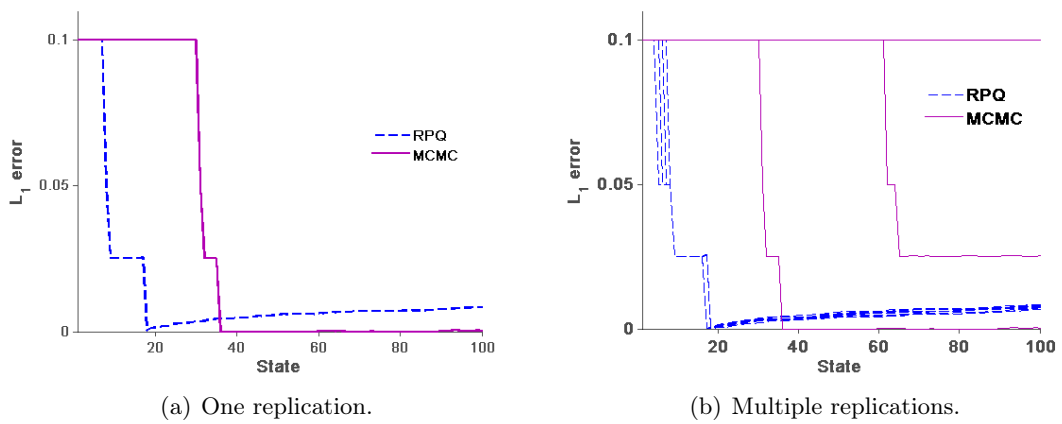 0.1
0.05
0
L1 error
20
40
60
80
100
State
RPQ
MCMC
(a) One replication.
0.1
0.05
0
L1 error
20
40
60
80
100
State
RPQ
MCMC
(b) Multiple replications.